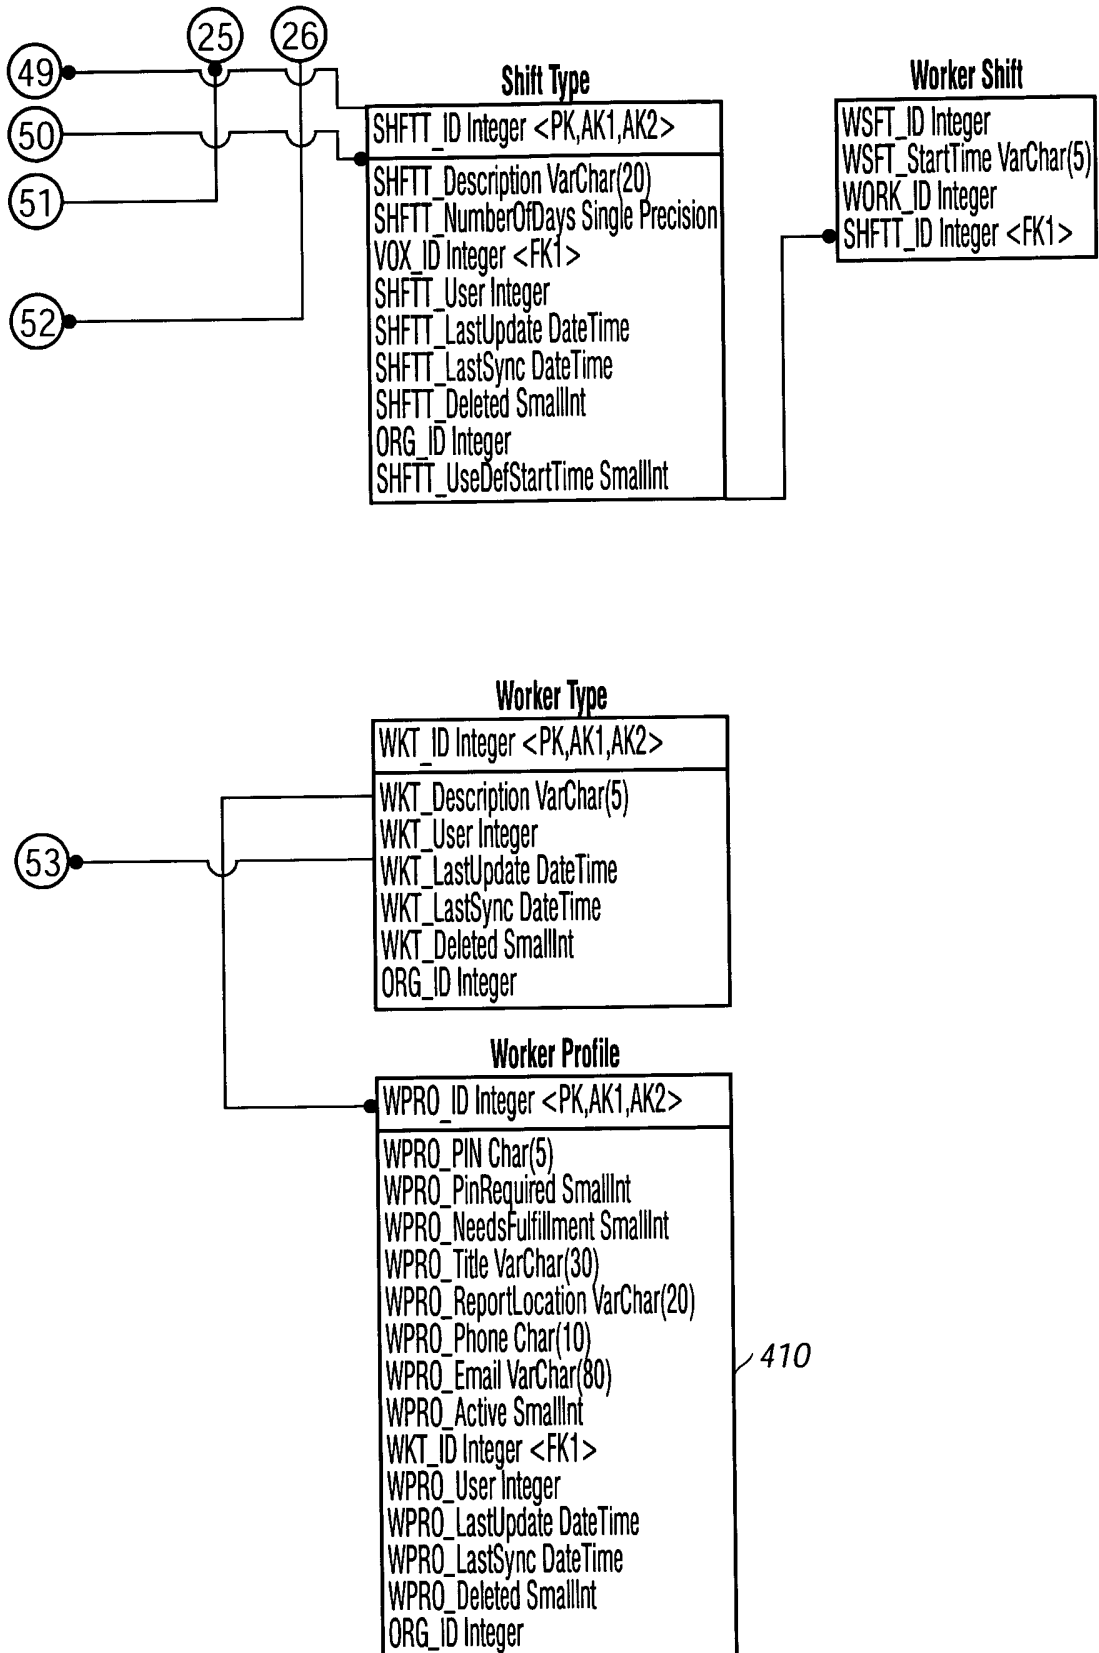 25
26
49
50
51
52
Shift Type
SHFTT_ID Integer <PK,AK1,AK2>
SHFTT_Description VarChar(20)
SHFTT_NumberOfDays Single Precision
VOX_ID Integer <FK1>
SHFTT_User Integer
SHFTT_LastUpdate DateTime
SHFTT_LastSync DateTime
SHFTT_Deleted SmallInt
ORG_ID Integer
SHFTT_UseDefStartTime SmallInt
Worker Shift
WSFT_ID Integer
WSFT_StartTime VarChar(5)
WORK_ID Integer
SHFTT_ID Integer <FK1>
53
Worker Type
WKT_ID Integer <PK,AK1,AK2>
WKT_Description VarChar(5)
WKT_User Integer
WKT_LastUpdate DateTime
WKT_LastSync DateTime
WKT_Deleted SmallInt
ORG_ID Integer
Worker Profile
WPRO_ID Integer <PK,AK1,AK2>
WPRO_PIN Char(5)
WPRO_PinRequired SmallInt
WPRO_NeedsFulfillment SmallInt
WPRO_Title VarChar(30)
WPRO_ReportLocation VarChar(20)
WPRO_Phone Char(10)
WPRO_Email VarChar(80)
WPRO_Active SmallInt
WKT_ID Integer <FK1>
WPRO_User Integer
WPRO_LastUpdate DateTime
WPRO_LastSync DateTime
WPRO_Deleted SmallInt
ORG_ID Integer
410